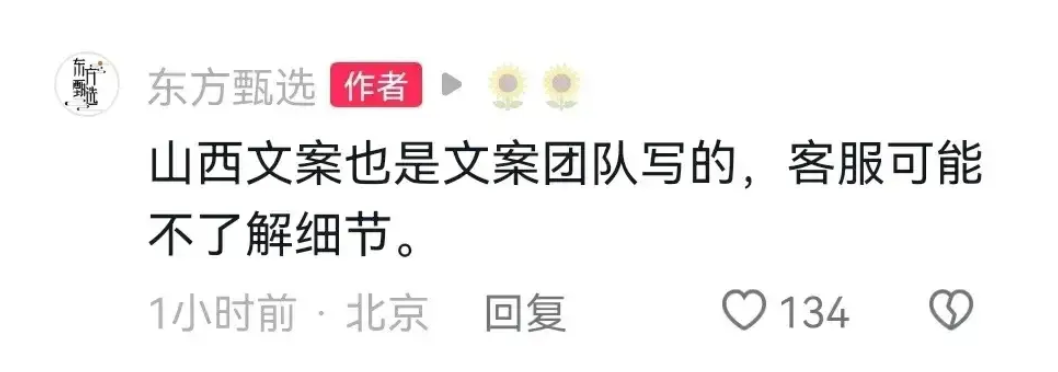 东方甄选 作者 ▶ 🌻🌻
山西文案也是文案团队写的，客服可能
不了解细节。
1小时前 · 北京 回复 134